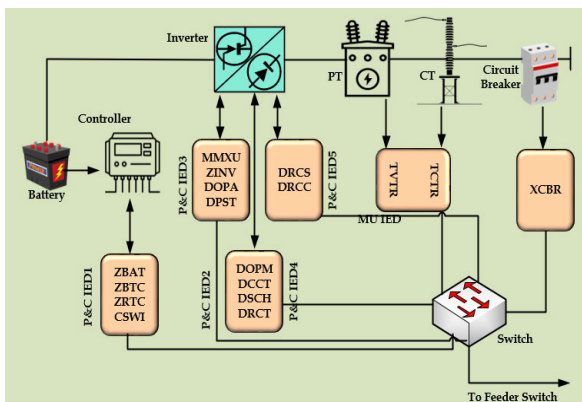 Inverter
PT
CT
Circuit
Breaker
Controller
Battery
P&C IED3
MMXU
ZINV
DOPA
DPST
DRCS
DRCC
P&C IED5
TVTR
TCTR
MU IED
XCBR
P&C IED1
ZBAT
ZBTC
ZRTC
CSWI
P&C IED2
DOPM
DCCT
DSCH
DRCT
P&C IED4
Switch
To Feeder Switch